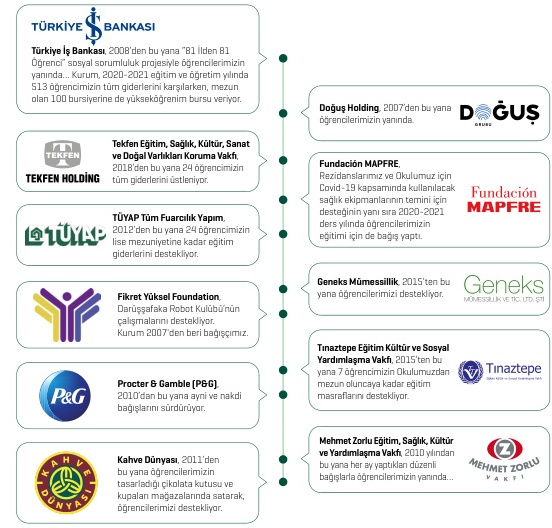 TÜRKİYE İŞ BANKASI
Türkiye İş Bankası, 2008'den bu yana "81 İlden 81
Öğrenci" sosyal sorumluluk projesiyle öğrencilerimizin
yanında... Kurum, 2020-2021 eğitim ve öğretim yılında
513 öğrencimizin tüm giderlerini karşılarken, mezun
olan 100 bursiyerine de yükseköğrenim bursu veriyor.
Doğuş Holding, 2007'den bu yana
öğrencilerimizin yanında.
DOĞUŞ
GRUBU
T
TEKFEN
TEKFEN HOLDİNG
Tekfen Eğitim, Sağlık, Kültür, Sanat
ve Doğal Varlıkları Koruma Vakfı,
2018'den bu yana 24 öğrencimizin
tüm giderlerini üstleniyor.
Fundación MAPFRE,
Rezidanslarımız ve Okulumuz için
Covid-19 kapsamında kullanılacak
sağlık ekipmanlarının temini için
desteğinin yanı sıra 2020-2021
ders yılında öğrencilerimizin
eğitimi için de bağış yaptı.
Fundación
MAPFRE
TÜYAP
TÜYAP Tüm Fuarcılık Yapım,
2012'den bu yana 24 öğrencimizin
lise mezuniyetine kadar eğitim
giderlerini destekliyor.
Geneks Mümessillik, 2015'ten bu
yana öğrencilerimizi destekliyor.
Geneks
MÜMESSİLLİK VE TİC. LTD. ŞTİ
Fikret Yüksel Foundation,
Darüşşafaka Robot Kulübü'nün
çalışmalarını destekliyor.
Kurum 2007'den beri bağışçımız.
Tınaztepe Eğitim Kültür ve Sosyal
Yardımlaşma Vakfı, 2015'ten bu
yana 7 öğrencimizin Okulumuzdan
mezun oluncaya kadar eğitim
masraflarını destekliyor.
Tınaztepe
P&G
Procter & Gamble (P&G),
2010'dan bu yana ayni ve nakdi
bağışlarını sürdürüyor.
Mehmet Zorlu Eğitim, Sağlık, Kültür
ve Yardımlaşma Vakfı, 2010 yılından
bu yana her ay yaptıkları düzenli
bağışlarla öğrencilerimizin yanında...
Z
MEHMET ZORLU
VAKFI
KAHVE DÜNYASI
Kahve Dünyası, 2011'den
bu yana öğrencilerimizin
tasarladığı çikolata kutusu ve
kupaları mağazalarında satarak,
öğrencilerimizi destekliyor.